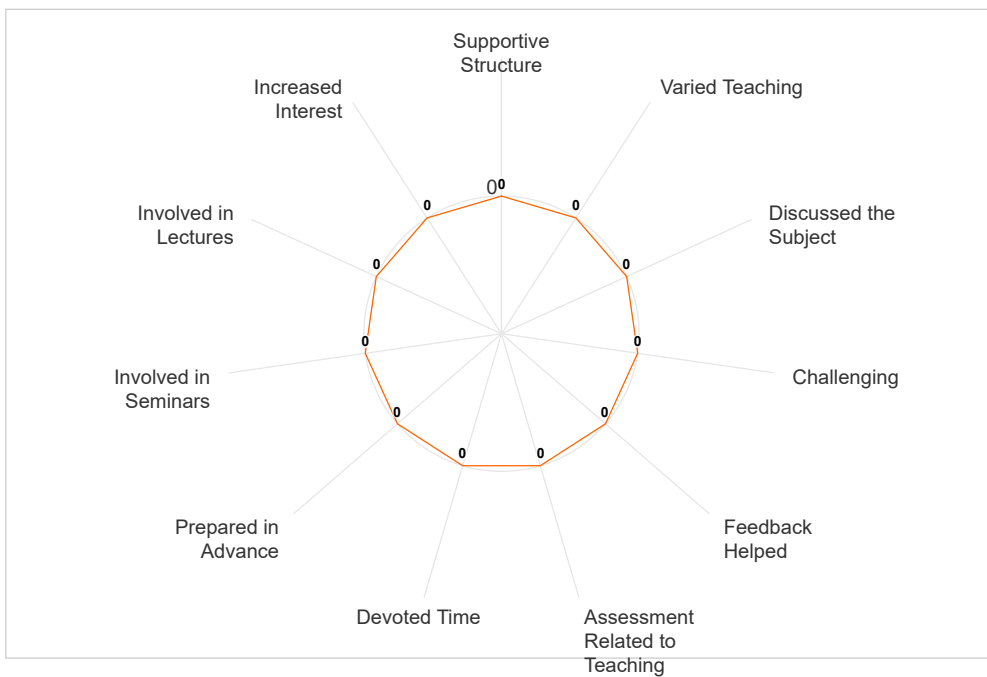 Supportive
Structure
Increased
Interest
Varied Teaching
0
0
0
0
Involved in
Lectures
Discussed the
Subject
0
0
0
0
Involved in
Seminars
Challenging
0
0
0
0
Prepared in
Advance
Feedback
Helped
Devoted Time
Assessment
Related to
Teaching